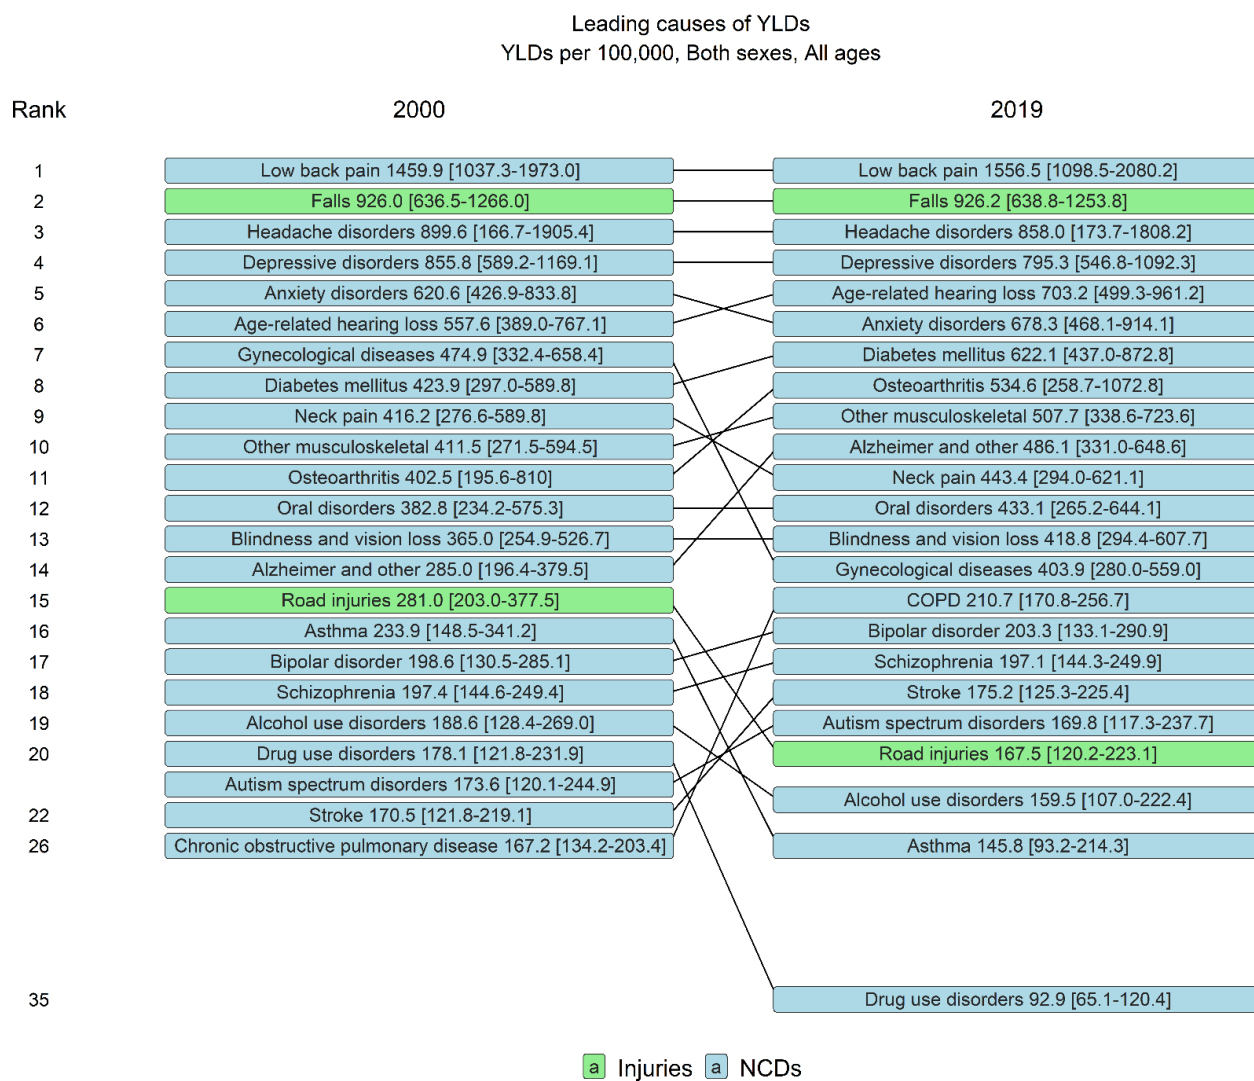 Leading causes of YLDs
YLDs per 100,000, Both sexes, All ages
Rank 2000 2019
1 Low back pain 1459.9 [1037.3-1973.0] Low back pain 1556.5 [1098.5-2080.2]
2 Falls 926.0 [636.5-1266.0] Falls 926.2 [638.8-1253.8]
3 Headache disorders 899.6 [166.7-1905.4] Headache disorders 858.0 [173.7-1808.2]
4 Depressive disorders 855.8 [589.2-1169.1] Depressive disorders 795.3 [546.8-1092.3]
5 Anxiety disorders 620.6 [426.9-833.8] Age-related hearing loss 703.2 [499.3-961.2]
6 Age-related hearing loss 557.6 [389.0-767.1] Anxiety disorders 678.3 [468.1-914.1]
7 Gynecological diseases 474.9 [332.4-658.4] Diabetes mellitus 622.1 [437.0-872.8]
8 Diabetes mellitus 423.9 [297.0-589.8] Osteoarthritis 534.6 [258.7-1072.8]
9 Neck pain 416.2 [276.6-589.8] Other musculoskeletal 507.7 [338.6-723.6]
10 Other musculoskeletal 411.5 [271.5-594.5] Alzheimer and other 486.1 [331.0-648.6]
11 Osteoarthritis 402.5 [195.6-810] Neck pain 443.4 [294.0-621.1]
12 Oral disorders 382.8 [234.2-575.3] Oral disorders 433.1 [265.2-644.1]
13 Blindness and vision loss 365.0 [254.9-526.7] Blindness and vision loss 418.8 [294.4-607.7]
14 Alzheimer and other 285.0 [196.4-379.5] Gynecological diseases 403.9 [280.0-559.0]
15 Road injuries 281.0 [203.0-377.5] COPD 210.7 [170.8-256.7]
16 Asthma 233.9 [148.5-341.2] Bipolar disorder 203.3 [133.1-290.9]
17 Bipolar disorder 198.6 [130.5-285.1] Schizophrenia 197.1 [144.3-249.9]
18 Schizophrenia 197.4 [144.6-249.4] Stroke 175.2 [125.3-225.4]
19 Alcohol use disorders 188.6 [128.4-269.0] Autism spectrum disorders 169.8 [117.3-237.7]
20 Drug use disorders 178.1 [121.8-231.9] Road injuries 167.5 [120.2-223.1]
Autism spectrum disorders 173.6 [120.1-244.9] Alcohol use disorders 159.5 [107.0-222.4]
22 Stroke 170.5 [121.8-219.1]
26 Chronic obstructive pulmonary disease 167.2 [134.2-203.4] Asthma 145.8 [93.2-214.3]
35 Drug use disorders 92.9 [65.1-120.4]
a Injuries a NCDs